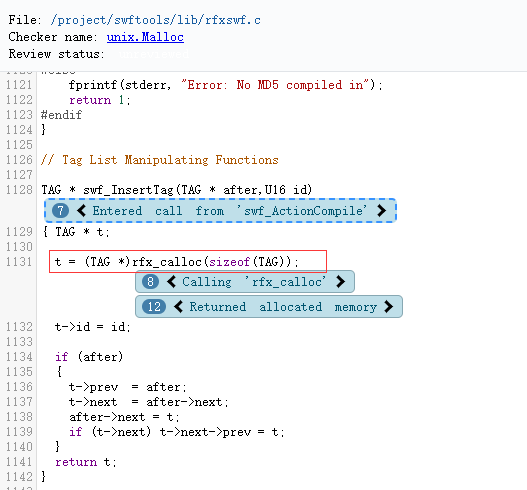 File: /project/swftools/lib/rfxswf.c
Checker name: unix.Malloc
Review status:
1121 fprintf(stderr, "Error: No MD5 compiled in");
1122 return 1;
1123 #endif
1124 }
1125
1126 // Tag List Manipulating Functions
1127
1128 TAG * swf_InsertTag(TAG * after,U16 id)
7 Entered call from 'swf_ActionCompile'
1129 { TAG * t;
1130
1131 t = (TAG *)rfx_calloc(sizeof(TAG));
8 Calling 'rfx_calloc'
12 Returned allocated memory
1132 t->id = id;
1133
1134 if (after)
1135 {
1136 t->prev = after;
1137 t->next = after->next;
1138 after->next = t;
1139 if (t->next) t->next->prev = t;
1140 }
1141 return t;
1142 }